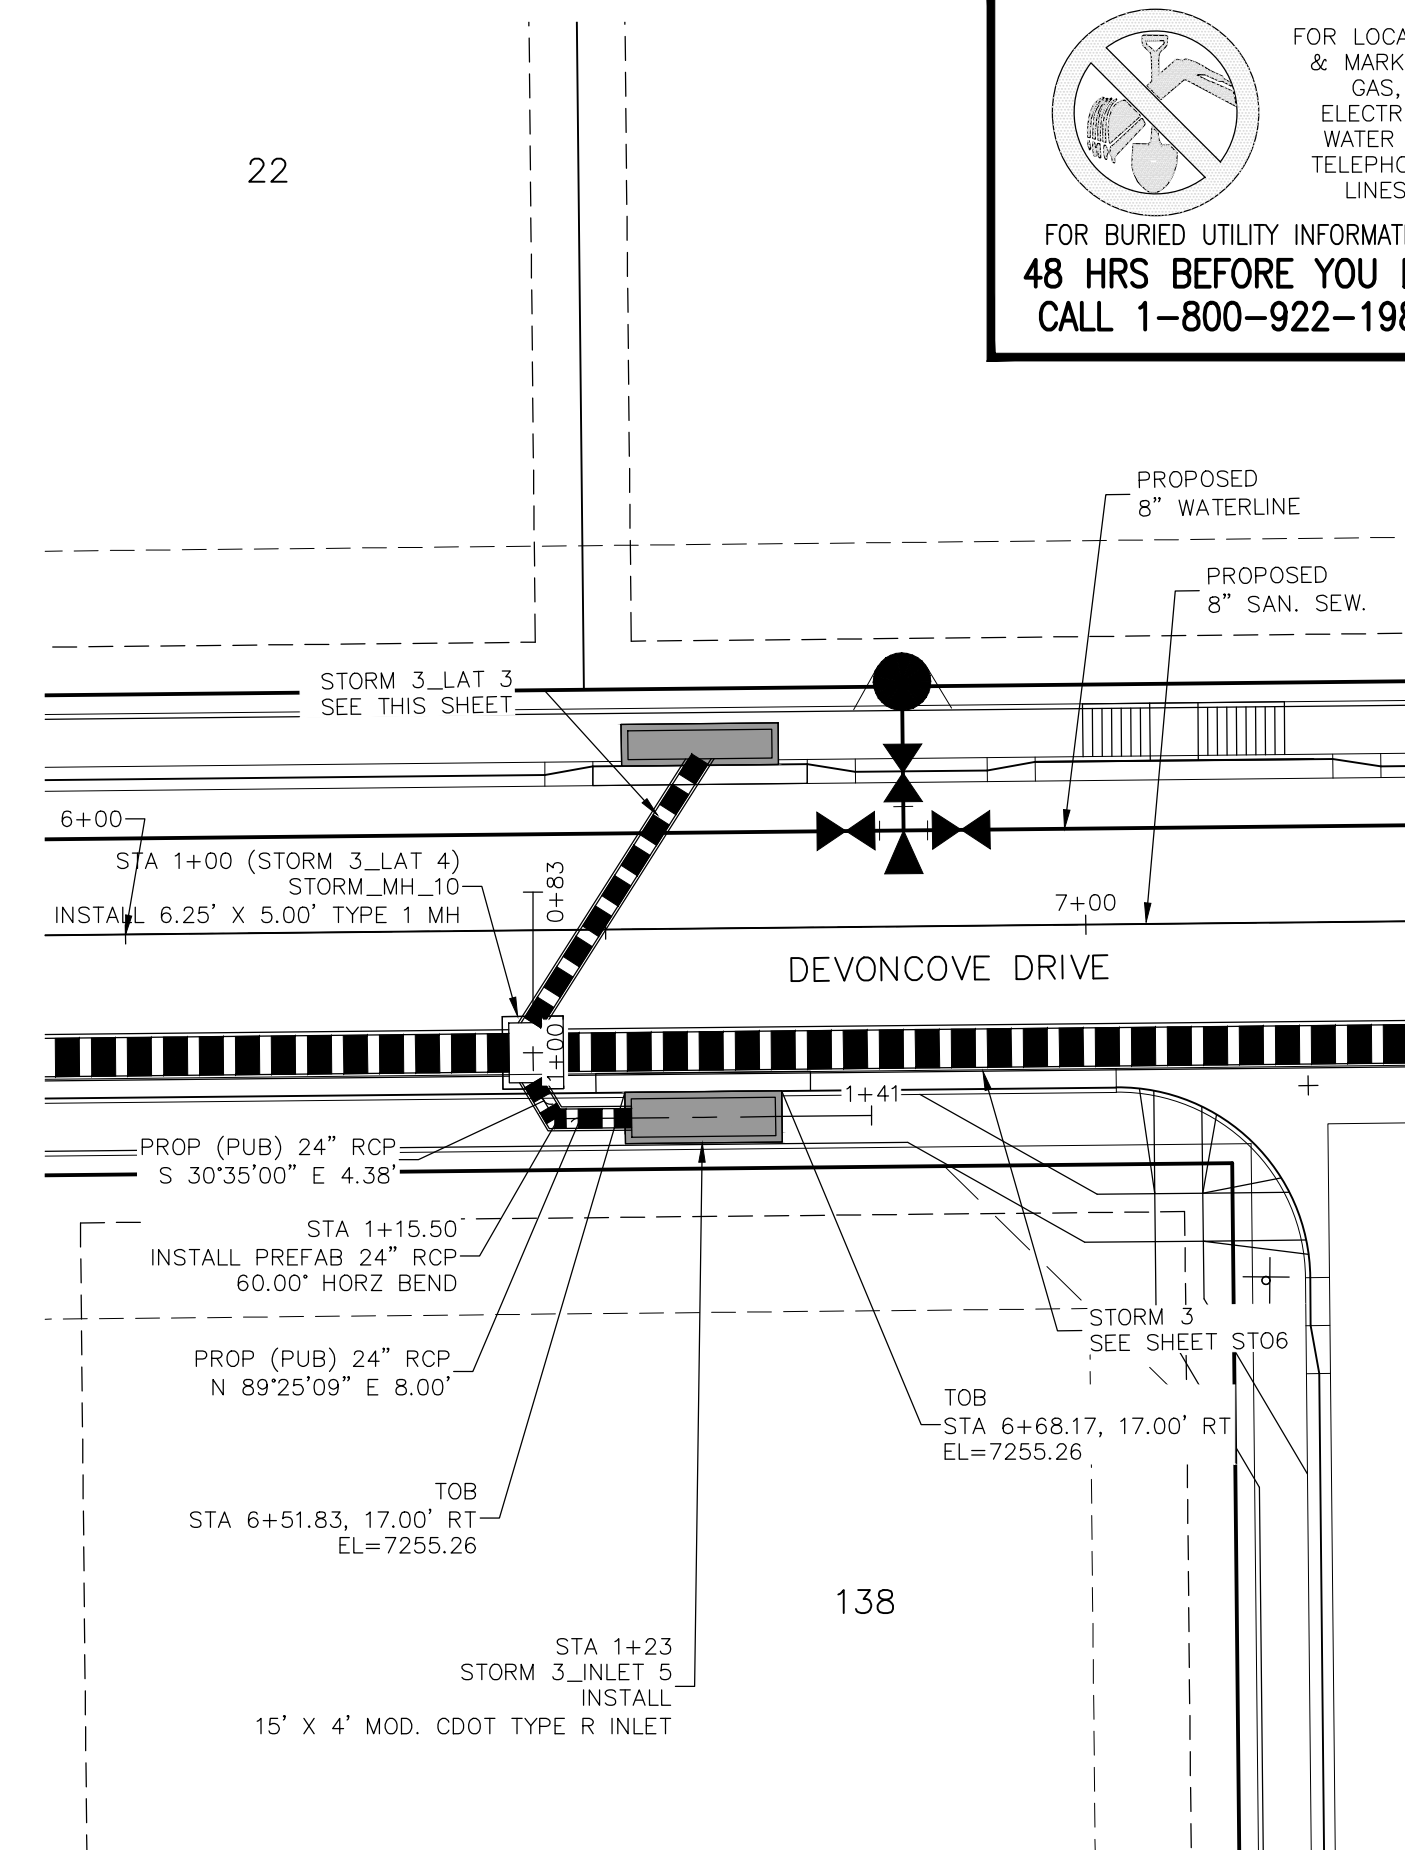 FOR LOCA
& MARK
GAS,
ELECTR
WATER
TELEPHO
LINES
FOR BURIED UTILITY INFORMATI
48 HRS BEFORE YOU
CALL 1-800-922-198
22
PROPOSED
8" WATERLINE
PROPOSED
8" SAN. SEW.
STORM 3_LAT 3
SEE THIS SHEET
6+00
STA 1+00 (STORM 3_LAT 4)
STORM_MH_10
INSTALL 6.25' X 5.00' TYPE 1 MH
0+83
7+00
DEVONCOVE DRIVE
1+00
1+41
PROP (PUB) 24" RCP
S 30°35'00" E 4.38'
STA 1+15.50
INSTALL PREFAB 24" RCP
60.00° HORZ BEND
STORM 3
SEE SHEET ST06
PROP (PUB) 24" RCP
N 89°25'09" E 8.00'
TOB
STA 6+68.17, 17.00' RT
EL=7255.26
TOB
STA 6+51.83, 17.00' RT
EL=7255.26
138
STA 1+23
STORM 3_INLET 5
INSTALL
15' X 4' MOD. CDOT TYPE R INLET